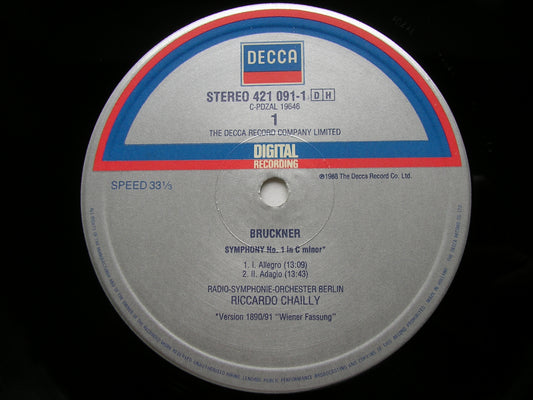 DECCA
STEREO 421 091-1 DH
C-PDZAL 19646
1
THE DECCA RECORD COMPANY LIMITED
DIGITAL
RECORDING
SPEED 33⅓
℗1988 The Decca Record Co. Ltd.
BRUCKNER
SYMPHONY No. 1 in C minor*
1. I. Allegro (13:09)
2. II. Adagio (13:43)
RADIO-SYMPHONIE-ORCHESTER BERLIN
RICCARDO CHAILLY
*Version 1890/91 "Wiener Fassung"